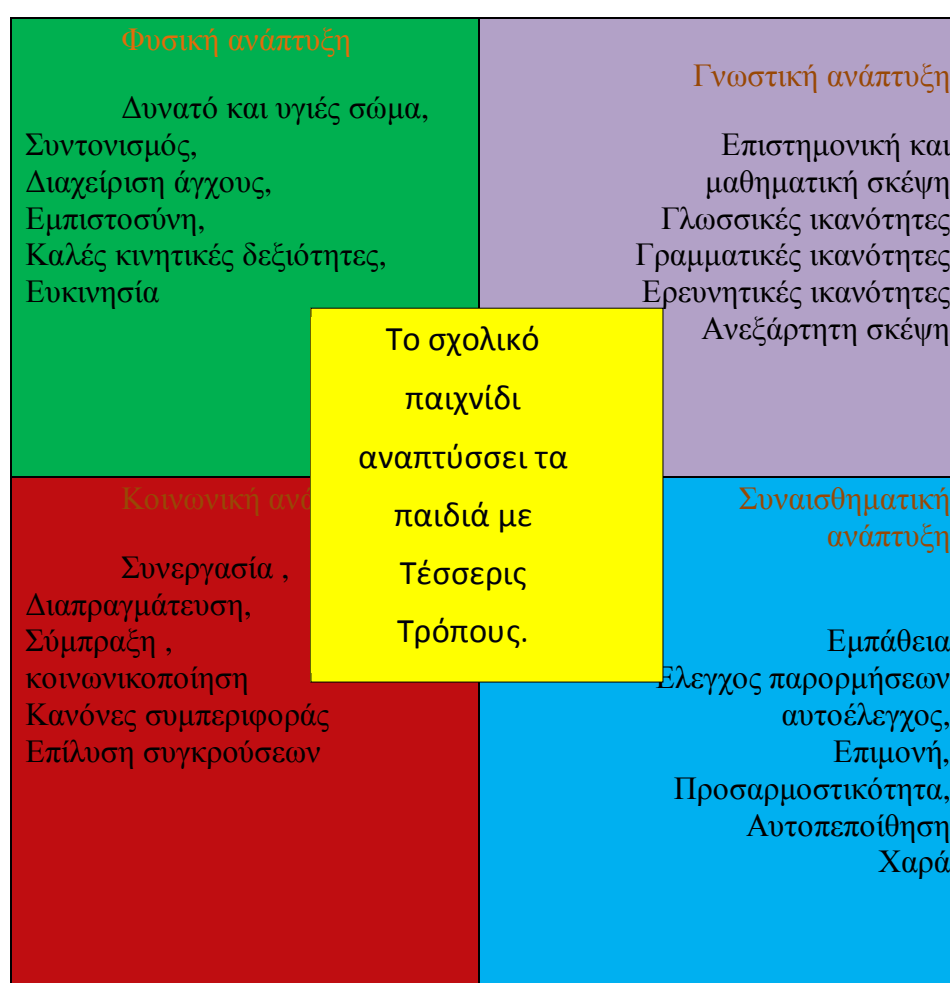 Φυσική ανάπτυξη
Δυνατό και υγιές σώμα,
Συντονισμός,
Διαχείριση άγχους,
Εμπιστοσύνη,
Καλές κινητικές δεξιότητες,
Ευκινησία
Γνωστική ανάπτυξη
Επιστημονική και
μαθηματική σκέψη
Γλωσσικές ικανότητες
Γραμματικές ικανότητες
Ερευνητικές ικανότητες
Ανεξάρτητη σκέψη
Το σχολικό
παιχνίδι
αναπτύσσει τα
παιδιά με
Τέσσερις
Τρόπους.
Κοινωνική
Συνεργασία ,
Διαπραγμάτευση,
Σύμπραξη ,
κοινωνικοποίηση
Κανόνες συμπεριφοράς
Επίλυση συγκρούσεων
Συναισθηματική
ανάπτυξη
Εμπάθεια
Έλεγχος παρορμήσεων
αυτοέλεγχος,
Επιμονή,
Προσαρμοστικότητα,
Αυτοπεποίθηση
Χαρά